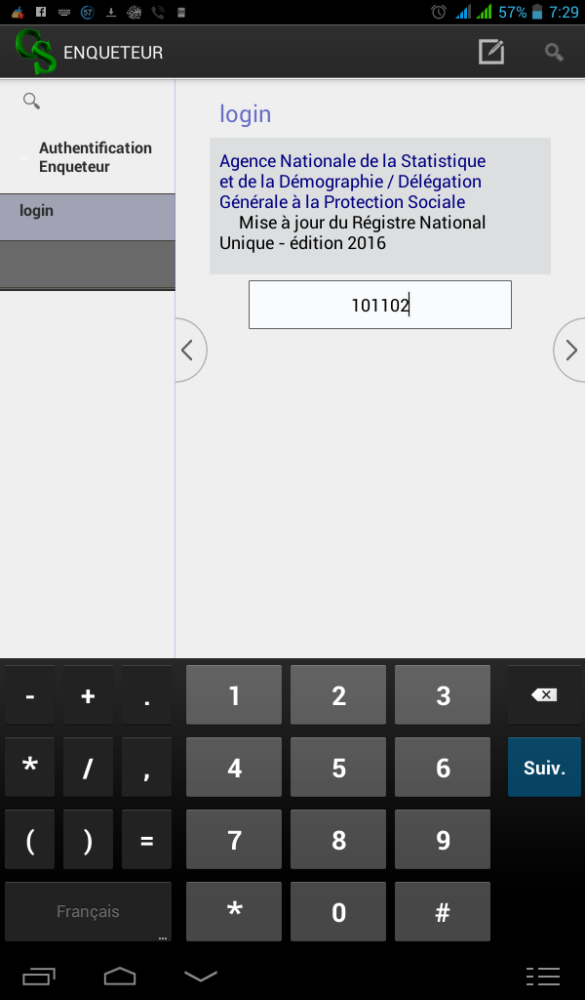 57
57% 7:29
CS ENQUETEUR
Authentification
Enqueteur
login
login
Agence Nationale de la Statistique
et de la Démographie / Délégation
Générale à la Protection Sociale
Mise à jour du Régistre National
Unique - édition 2016
101102
- + . 1 2 3
* / , 4 5 6 Suiv.
( ) = 7 8 9
Français ... * 0 #